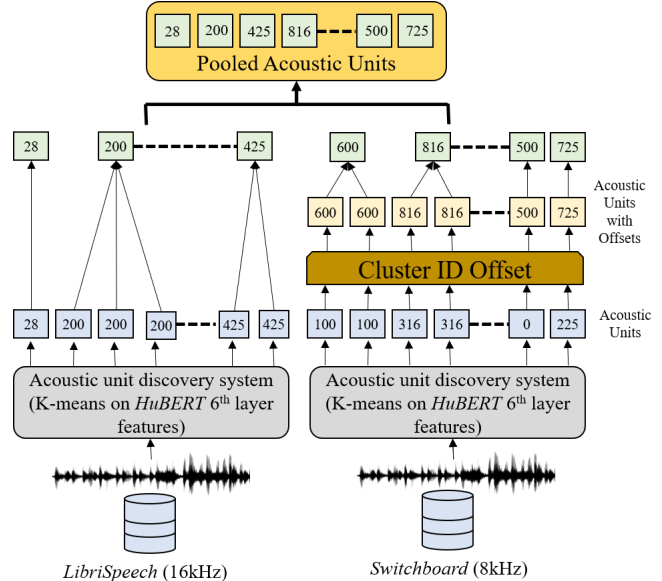 28 200 425 816 500 725
Pooled Acoustic Units
28 200 425 600 816 500 725
600 600 816 816 500 725
Acoustic
Units
with
Offsets
Cluster ID Offset
28 200 200 200 425 425 100 100 316 316 0 225
Acoustic
Units
Acoustic unit discovery system
(K-means on HuBERT 6th layer
features)
Acoustic unit discovery system
(K-means on HuBERT 6th layer
features)
LibriSpeech (16kHz)
Switchboard (8kHz)